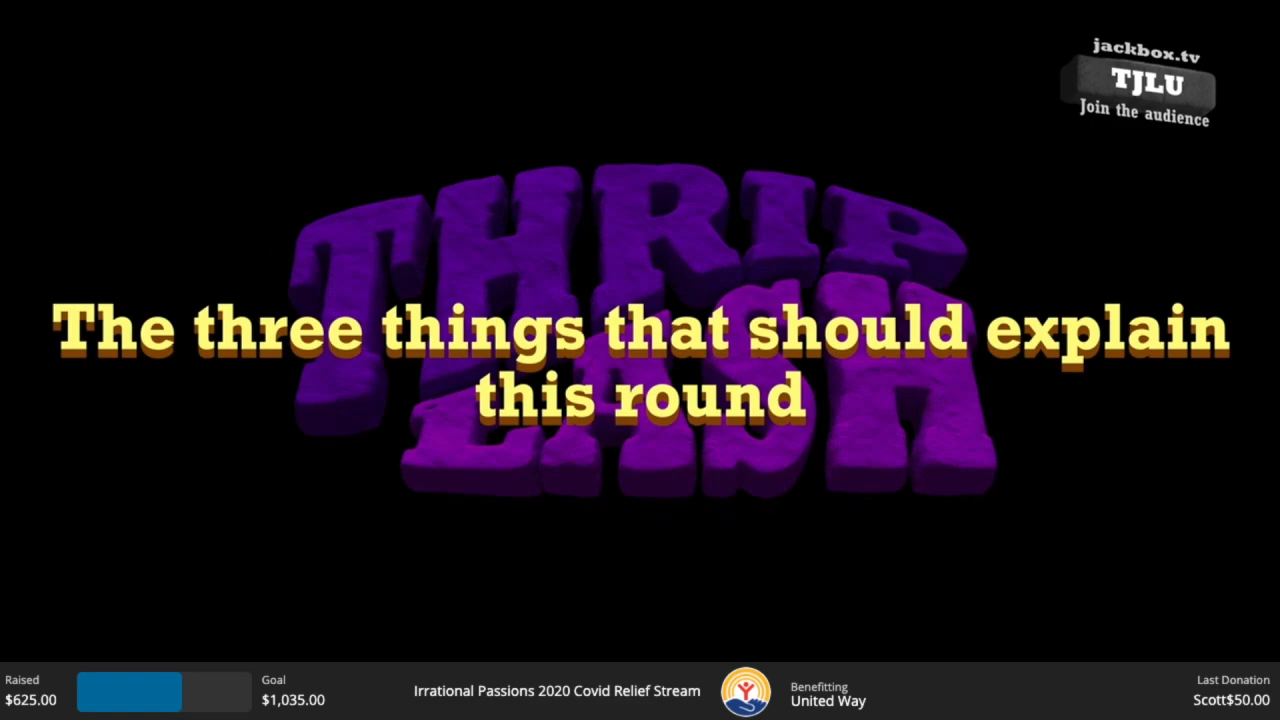 jackbox.tv
TJLU
Join the audience
THRIP
LASH
The three things that should explain
this round
Raised
$625.00
Goal
$1,035.00
Irrational Passions 2020 Covid Relief Stream
Benefitting
United Way
Last Donation
Scott$50.00